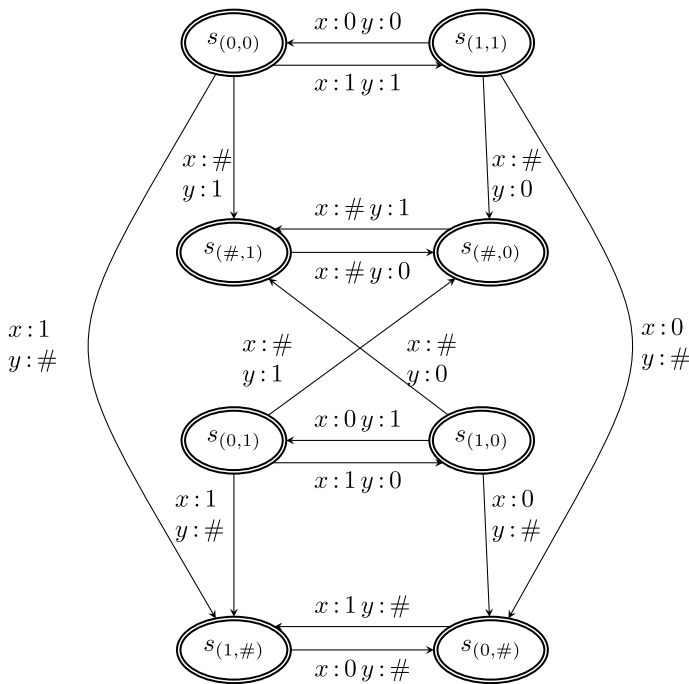 x : 0 y : 0
s(0,0) s(1,1)
x : 1 y : 1
x : # x : #
y : 1 y : 0
x : # y : 1
s(#,1) s(#,0)
x : # y : 0
x : 1 x : 0
y : # y : #
x : # x : #
y : 1 y : 0
x : 0 y : 1
s(0,1) s(1,0)
x : 1 y : 0
x : 1 x : 0
y : # y : #
x : 1 y : #
s(1,#) s(0,#)
x : 0 y : #